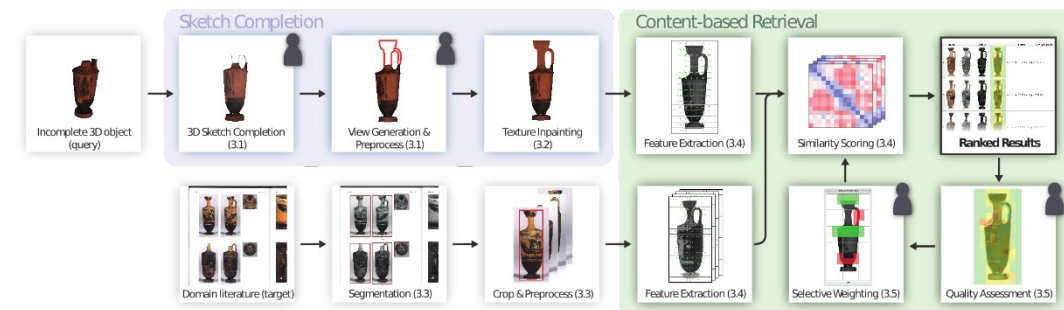 Sketch Completion
Content-based Retrieval
Incomplete 3D object
(query)
3D Sketch Completion
(3.1)
View Generation &
Preprocess (3.1)
Texture Inpainting
(3.2)
Feature Extraction (3.4)
Similarity Scoring (3.4)
Ranked Results
Domain literature (target)
Segmentation (3.3)
Crop & Preprocess (3.3)
Feature Extraction (3.4)
Selective Weighting (3.5)
Quality Assessment (3.5)